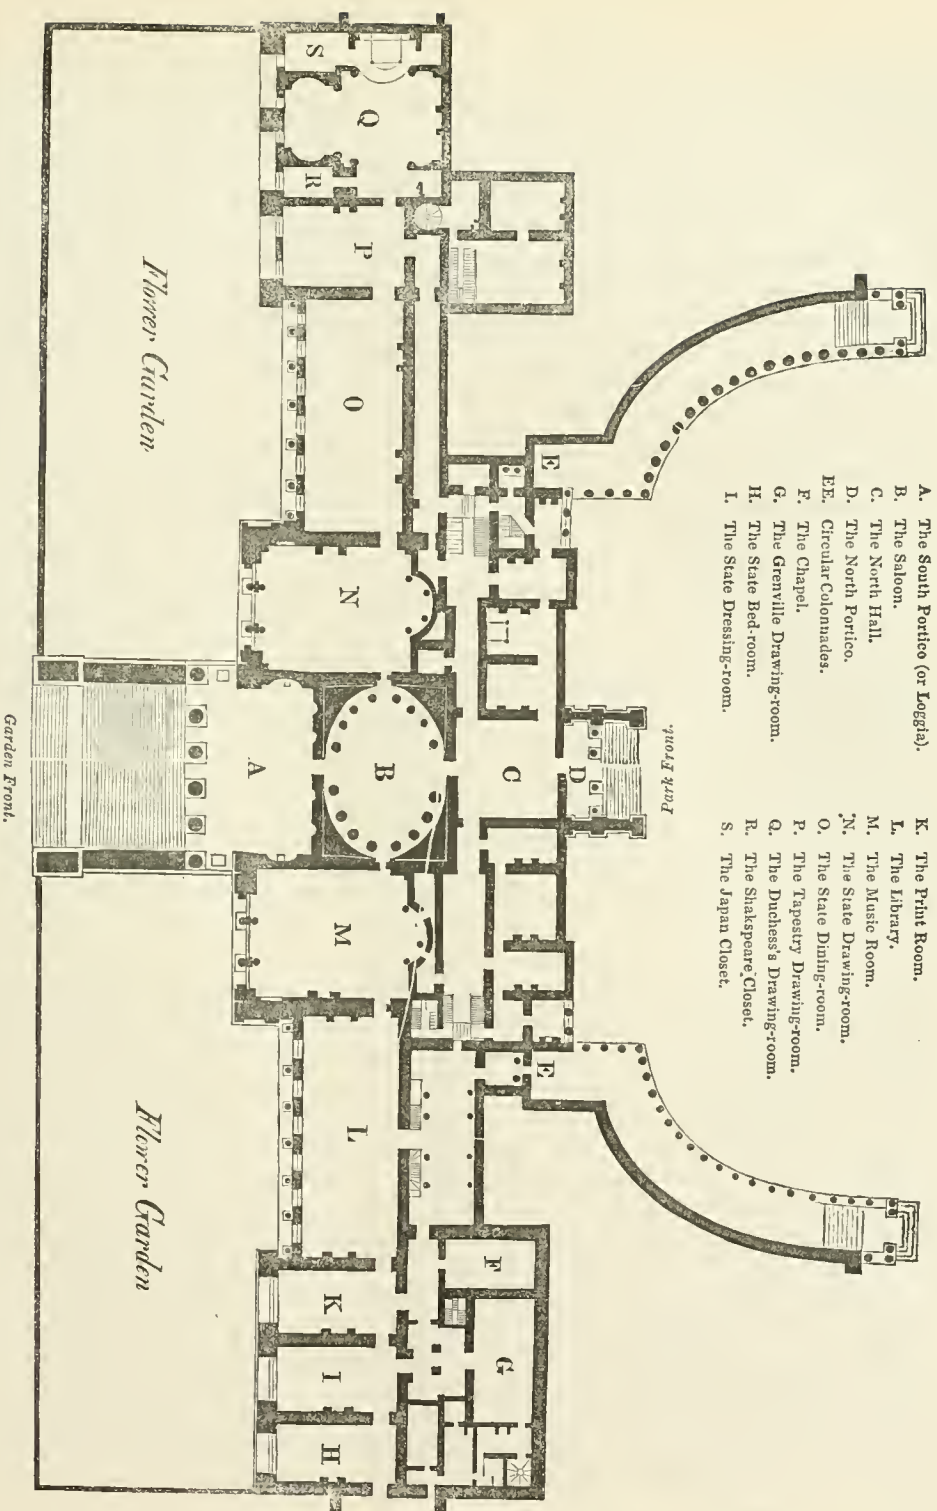 A. The South Portico (or Loggia).
B. The Saloon.
C. The North Hall.
D. The North Portico.
EE. Circular Colonnades.
F. The Chapel.
G. The Grenville Drawing-room.
H. The State Bed-room.
I. The State Dressing-room.
K. The Print Room.
L. The Library.
M. The Music Room.
N. The State Drawing-room.
O. The State Dining-room.
P. The Tapestry Drawing-room.
Q. The Duchess's Drawing-room.
R. The Shakspeare Closet.
S. The Japan Closet.
Park Front.
E
E
D
F
G
C
S
Q
R
P
O
N
B
A
M
L
K
I
H
Flower Garden
Flower Garden
Garden Front.